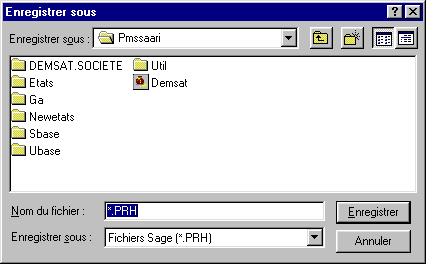 Enregistrer sous
Enregistrer sous : Pmssaari
DEMSAT.SOCIETE Util
Etats Demsat
Ga
Newetats
Sbase
Ubase
Nom du fichier : *.PRH Enregistrer
Enregistrer sous : Fichiers Sage (*.PRH) Annuler